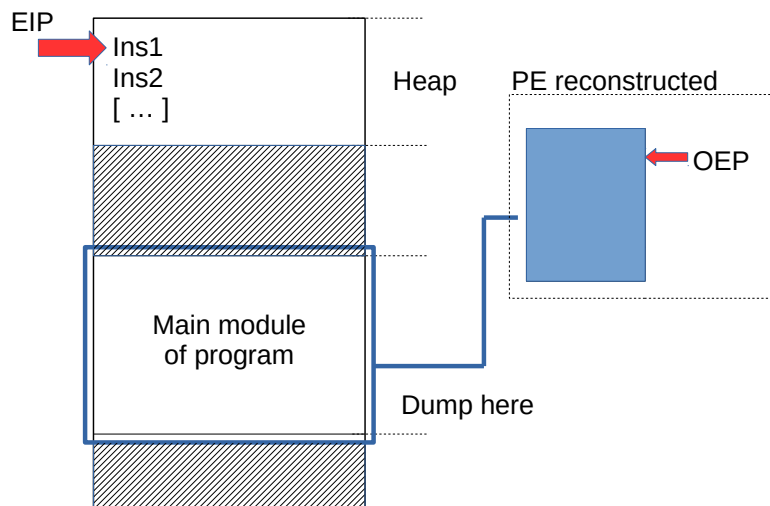 EIP
Ins1
Ins2
[ ... ]
Heap
PE reconstructed
OEP
Main module
of program
Dump here